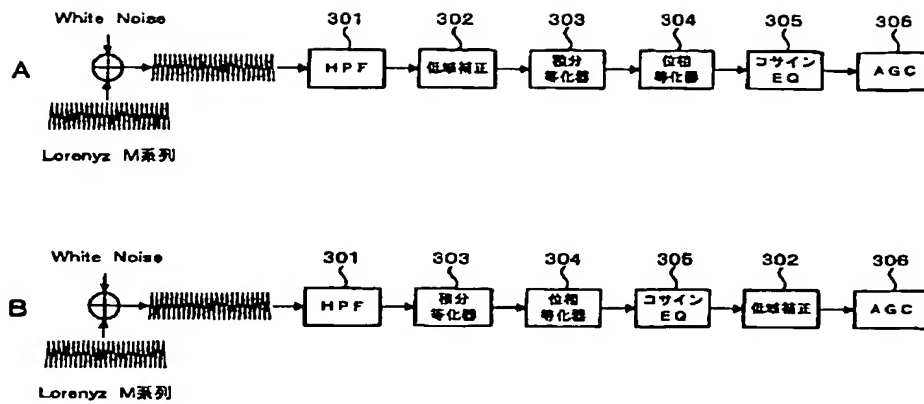 White Noise
301
302
303
304
305
306
A
HPF
低域補正
積分
等化器
位相
等化器
コサイン
EQ
AGC
Lorenyz M系列
White Noise
301
303
304
305
302
306
B
HPF
積分
等化器
位相
等化器
コサイン
EQ
低域補正
AGC
Lorenyz M系列